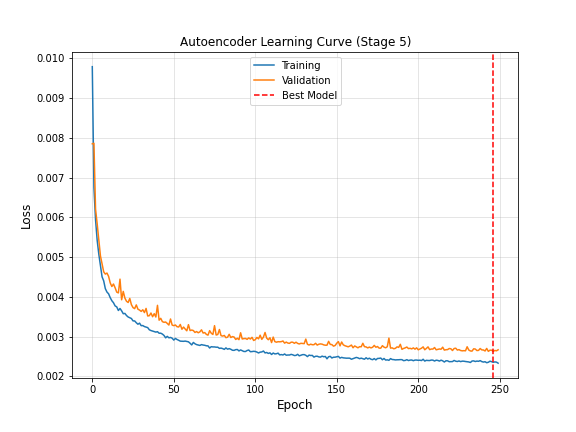 Autoencoder Learning Curve (Stage 5)
Training
Validation
Best Model
0.010
0.009
0.008
0.007
0.006
0.005
0.004
0.003
0.002
Loss
0
50
100
150
200
250
Epoch